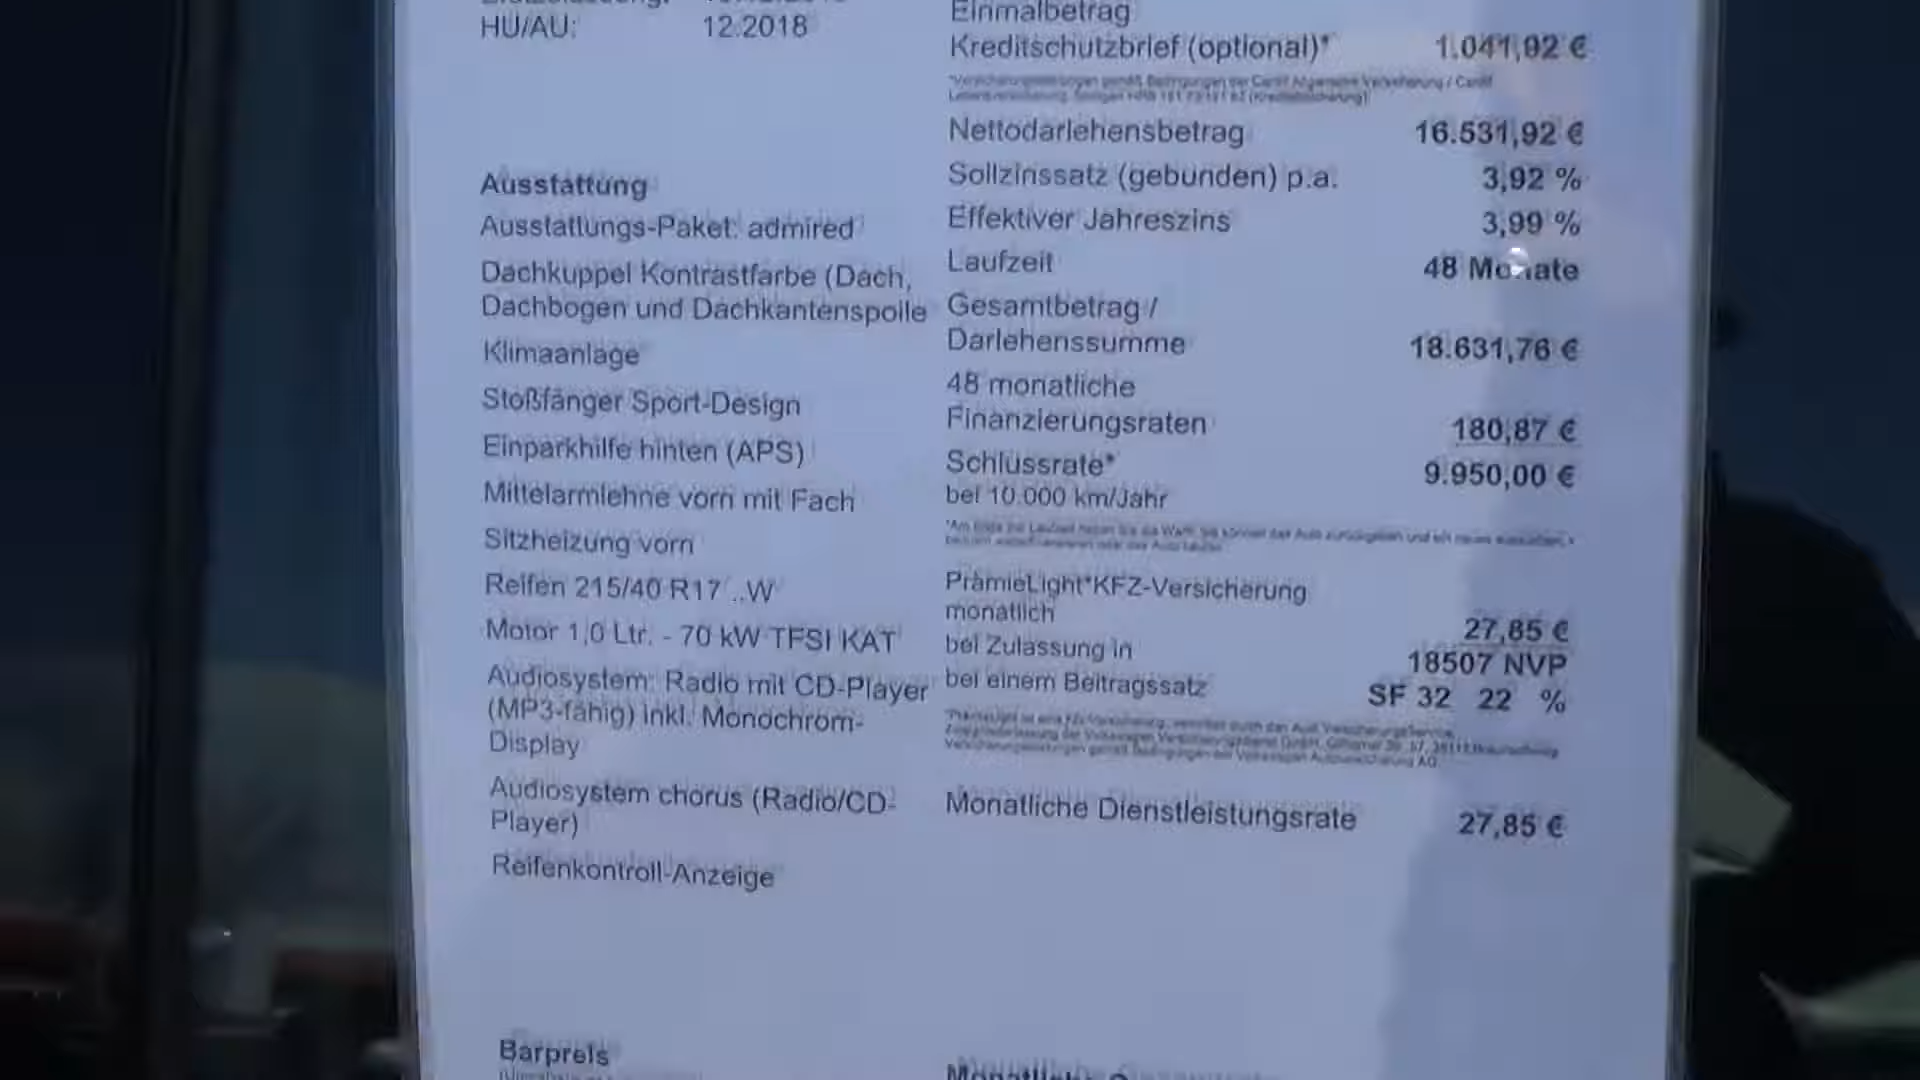 HU/AU: 12.2018
Ausstattung
Ausstattungs-Paket: admired
Dachkuppel Kontrastfarbe (Dach,
Dachbogen und Dachkantenspoile
Klimaanlage
Stoßfänger Sport-Design
Einparkhilfe hinten (APS)
Mittelarmlehne vorn mit Fach
Sitzheizung vorn
Reifen 215/40 R17 ..W
Motor 1,0 Ltr. - 70 kW TFSI KAT
Audiosystem: Radio mit CD-Player
(MP3-fähig) inkl. Monochrom-
Display
Audiosystem chorus (Radio/CD-
Player)
Reifenkontroll-Anzeige
Barpreis
Einmalbetrag
Kreditschutzbrief (optional)* 1.041,92 €
Nettodarlehensbetrag 16.531,92 €
Sollzinssatz (gebunden) p.a. 3,92 %
Effektiver Jahreszins 3,99 %
Laufzeit 48 Monate
Gesamtbetrag /
Darlehenssumme 18.631,76 €
48 monatliche
Finanzierungsraten 180,87 €
Schlussrate* 9.950,00 €
bei 10.000 km/Jahr
PrämieLight*KFZ-Versicherung
monatlich 27,85 €
bei Zulassung in 18507 NVP
bei einem Beitragssatz SF 32 22 %
Monatliche Dienstleistungsrate 27,85 €